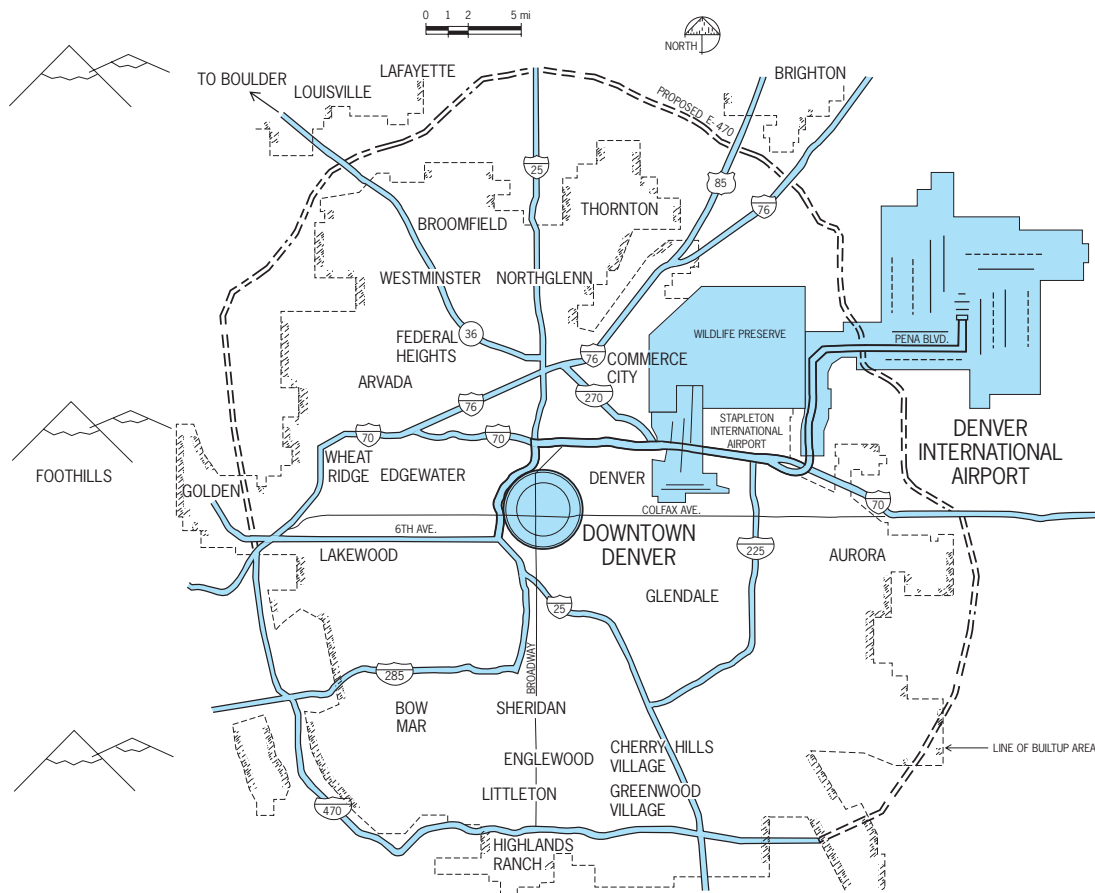 0 1 2 5 mi
NORTH
TO BOULDER
LAFAYETTE
LOUISVILLE
BRIGHTON
PROPOSED E-470
25
85
76
BROOMFIELD
THORNTON
WESTMINSTER
NORTHGLENN
36
FEDERAL
HEIGHTS
WILDLIFE PRESERVE
PENA BLVD.
76
COMMERCE
CITY
ARVADA
76
270
STAPLETON
INTERNATIONAL
AIRPORT
DENVER
INTERNATIONAL
AIRPORT
70
70
WHEAT
RIDGE
EDGEWATER
DENVER
FOOTHILLS
GOLDEN
70
COLFAX AVE.
6TH AVE.
DOWNTOWN
DENVER
LAKEWOOD
225
AURORA
GLENDALE
25
BROADWAY
285
BOW
MAR
SHERIDAN
CHERRY HILLS
VILLAGE
LINE OF BUILTUP AREA
ENGLEWOOD
LITTLETON
GREENWOOD
VILLAGE
470
HIGHLANDS
RANCH